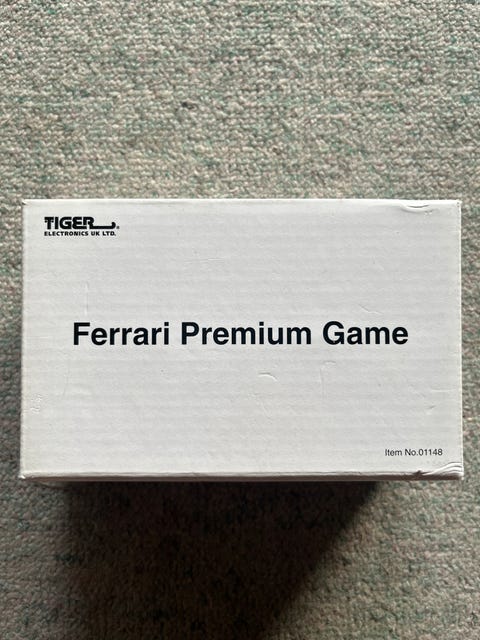 TIGER®
ELECTRONICS UK LTD.
Ferrari Premium Game
Item No.01148